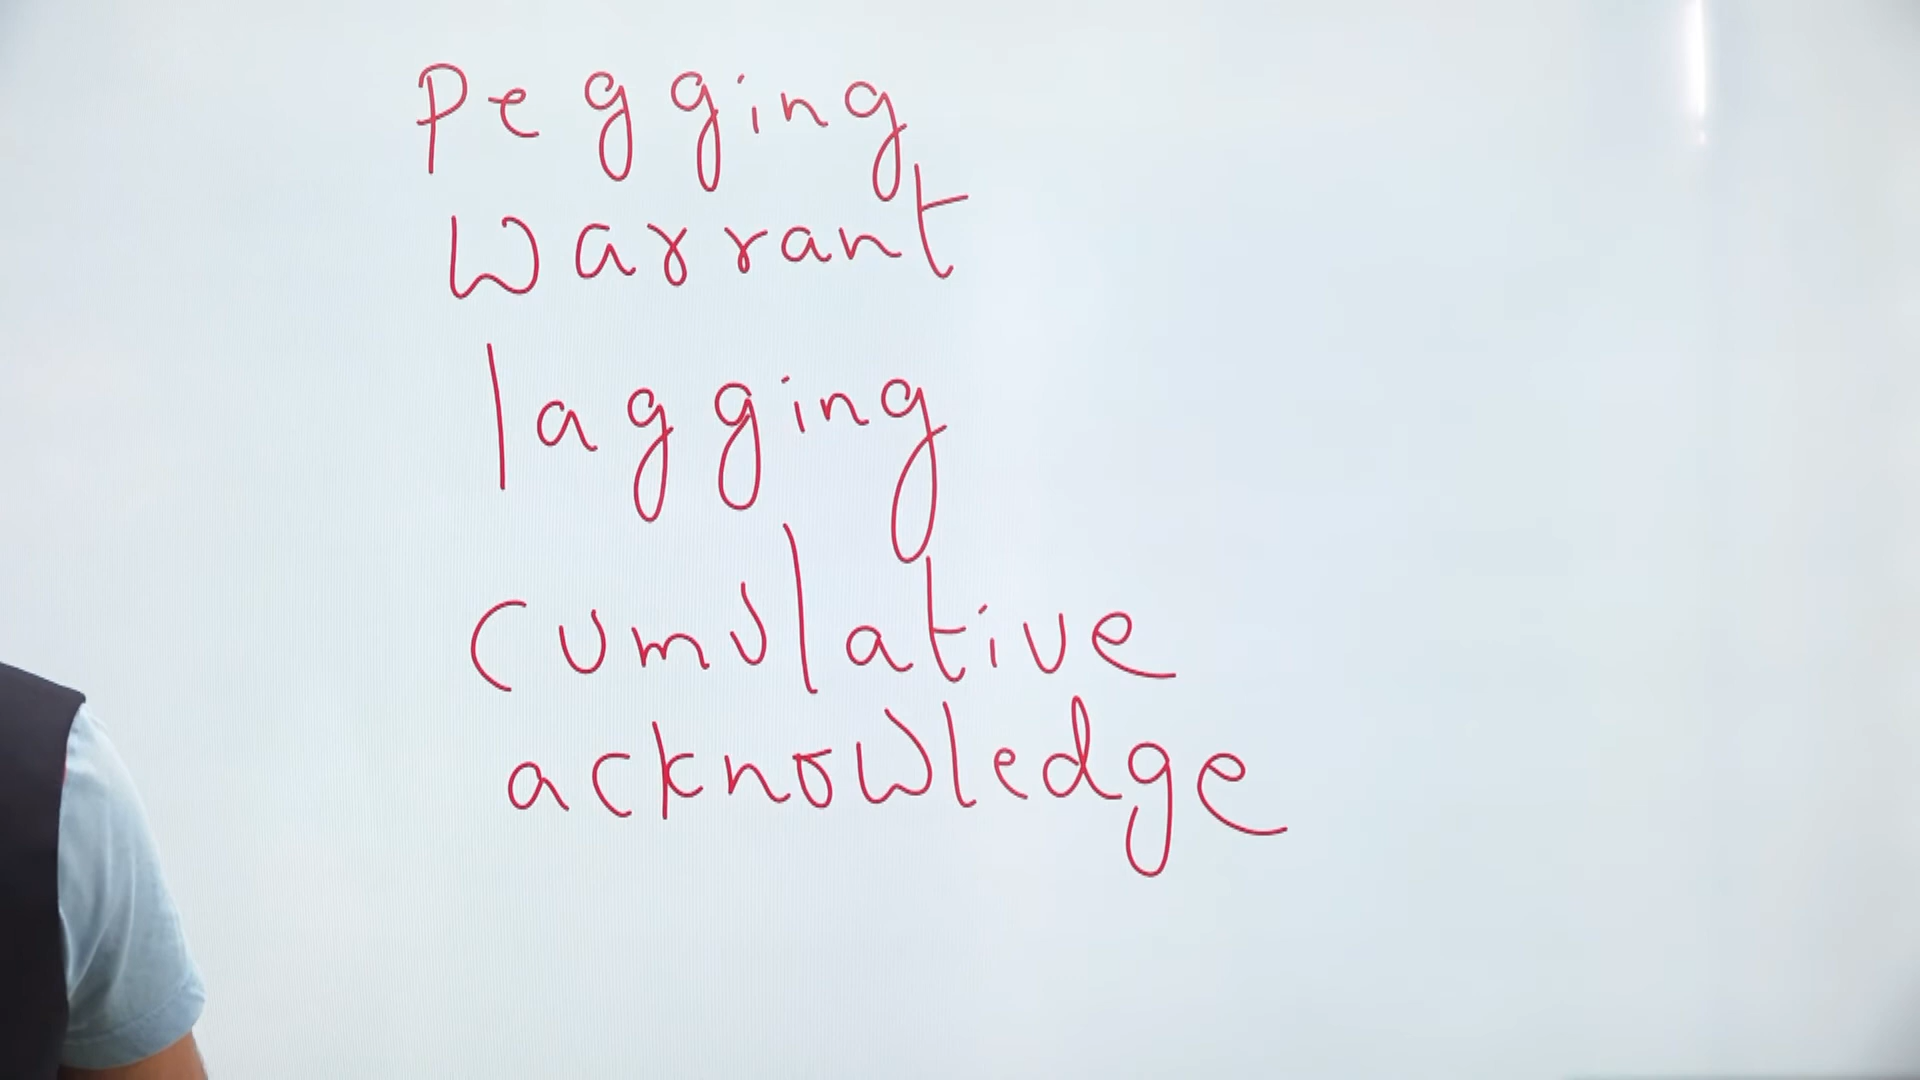 Pegging
Warrant
lagging
Cumulative
acknowledge